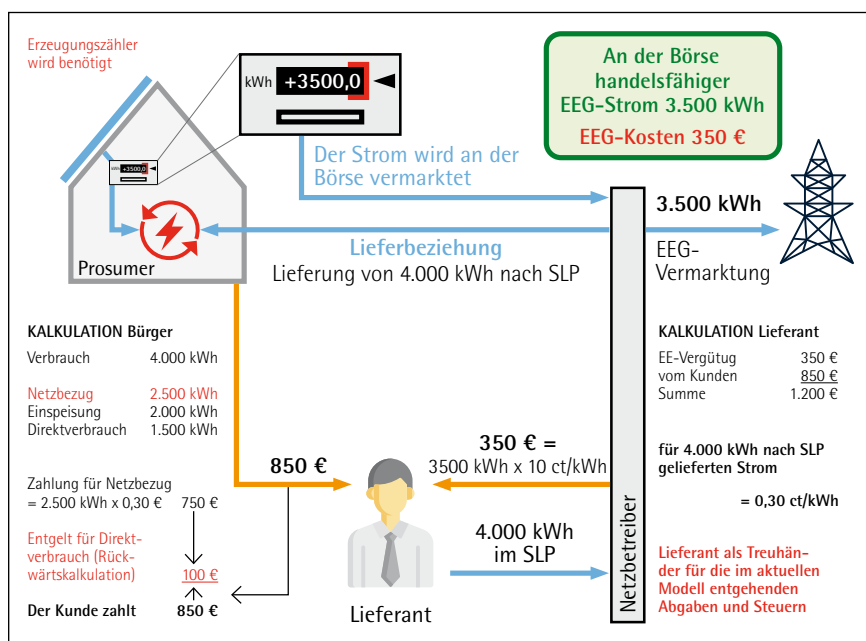 Erzeugungszähler
wird benötigt
kWh +3500,0
kWh +3500,0
An der Börse
handelsfähiger
EEG-Strom 3.500 kWh
EEG-Kosten 350 €
Der Strom wird an der
Börse vermarktet
3.500 kWh
EEG-
Vermarktung
Prosumer
Lieferbeziehung
Lieferung von 4.000 kWh nach SLP
KALKULATION Bürger
Verbrauch 4.000 kWh
Netzbezug 2.500 kWh
Einspeisung 2.000 kWh
Direktverbrauch 1.500 kWh
Zahlung für Netzbezug
= 2.500 kWh x 0,30 € 750 €
Entgelt für Direkt-
verbrauch (Rück-
wärtskalkulation) 100 €
Der Kunde zahlt 850 €
850 €
350 € =
3500 kWh x 10 ct/kWh
4.000 kWh
im SLP
Lieferant
Netzbetreiber
KALKULATION Lieferant
EE-Vergütug 350 €
vom Kunden 850 €
Summe 1.200 €
für 4.000 kWh nach SLP
gelieferten Strom
= 0,30 ct/kWh
Lieferant als Treuhän-
der für die im aktuellen
Modell entgehenden
Abgaben und Steuern